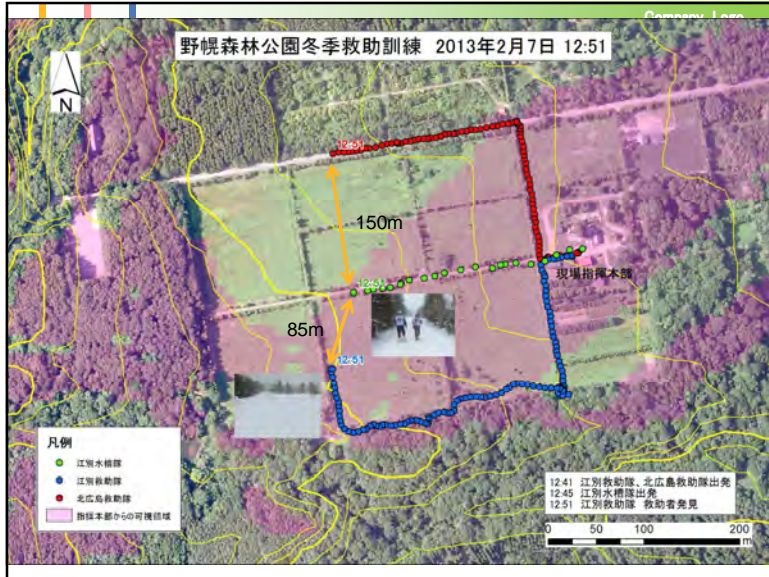 Company Logo
野幌森林公園冬季救助訓練 2013年2月7日 12:51
N
12:51
150m
現場指揮本部
12:51
85m
12:51
凡例
江別水槽隊
江別救助隊
北広島救助隊
指揮本部からの可視領域
12:41 江別救助隊、北広島救助隊出発
12:45 江別水槽隊出発
12:51 江別救助隊 救助者発見
0 50 100 200
m